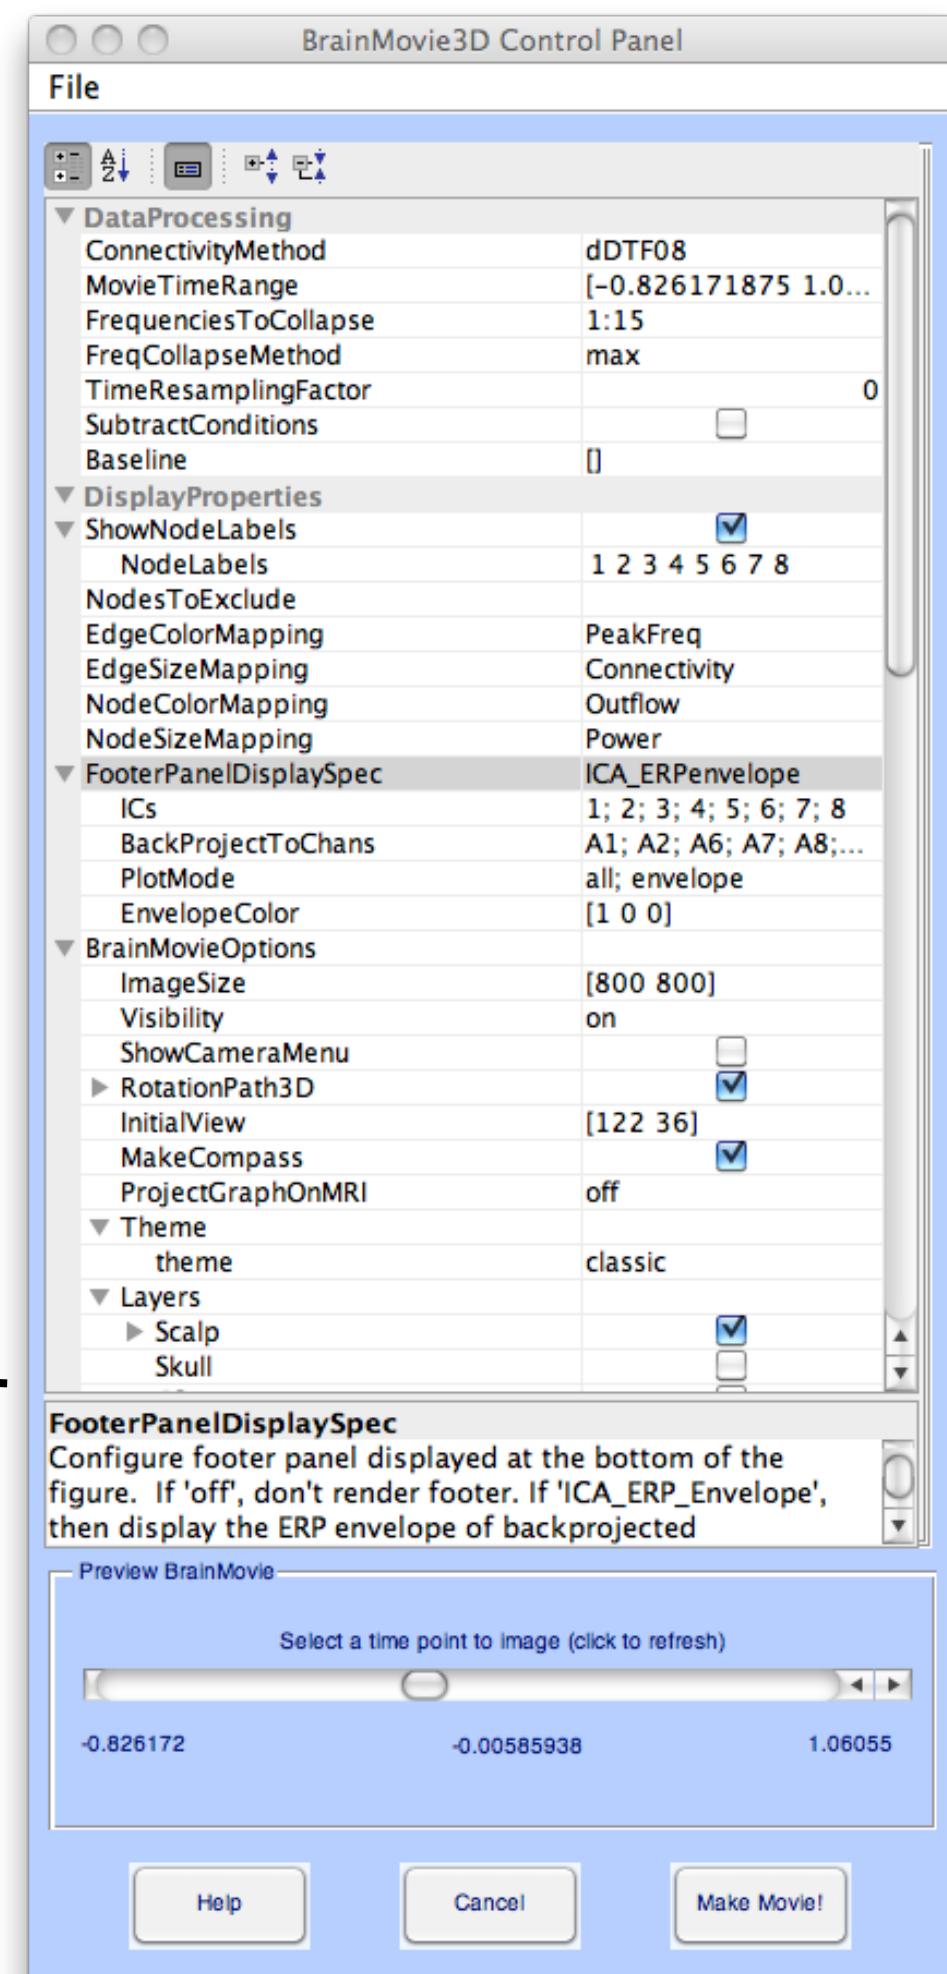 BrainMovie3D Control Panel
File
DataProcessing
ConnectivityMethod dDTF08
MovieTimeRange [-0.826171875 1.0...
FrequenciesToCollapse 1:15
FreqCollapseMethod max
TimeResamplingFactor 0
SubtractConditions
Baseline []
DisplayProperties
ShowNodeLabels
NodeLabels 1 2 3 4 5 6 7 8
NodesToExclude
EdgeColorMapping PeakFreq
EdgeSizeMapping Connectivity
NodeColorMapping Outflow
NodeSizeMapping Power
FooterPanelDisplaySpec ICA_ERPenvelope
ICs 1; 2; 3; 4; 5; 6; 7; 8
BackProjectToChans A1; A2; A6; A7; A8;...
PlotMode all; envelope
EnvelopeColor [1 0 0]
BrainMovieOptions
ImageSize [800 800]
Visibility on
ShowCameraMenu
RotationPath3D
InitialView [122 36]
MakeCompass
ProjectGraphOnMRI off
Theme
theme classic
Layers
Scalp
Skull
FooterPanelDisplaySpec
Configure footer panel displayed at the bottom of the
figure. If 'off', don't render footer. If 'ICA_ERP_Envelope',
then display the ERP envelope of backprojected
Preview BrainMovie
Select a time point to image (click to refresh)
-0.826172 -0.00585938 1.06055
Help Cancel Make Movie!